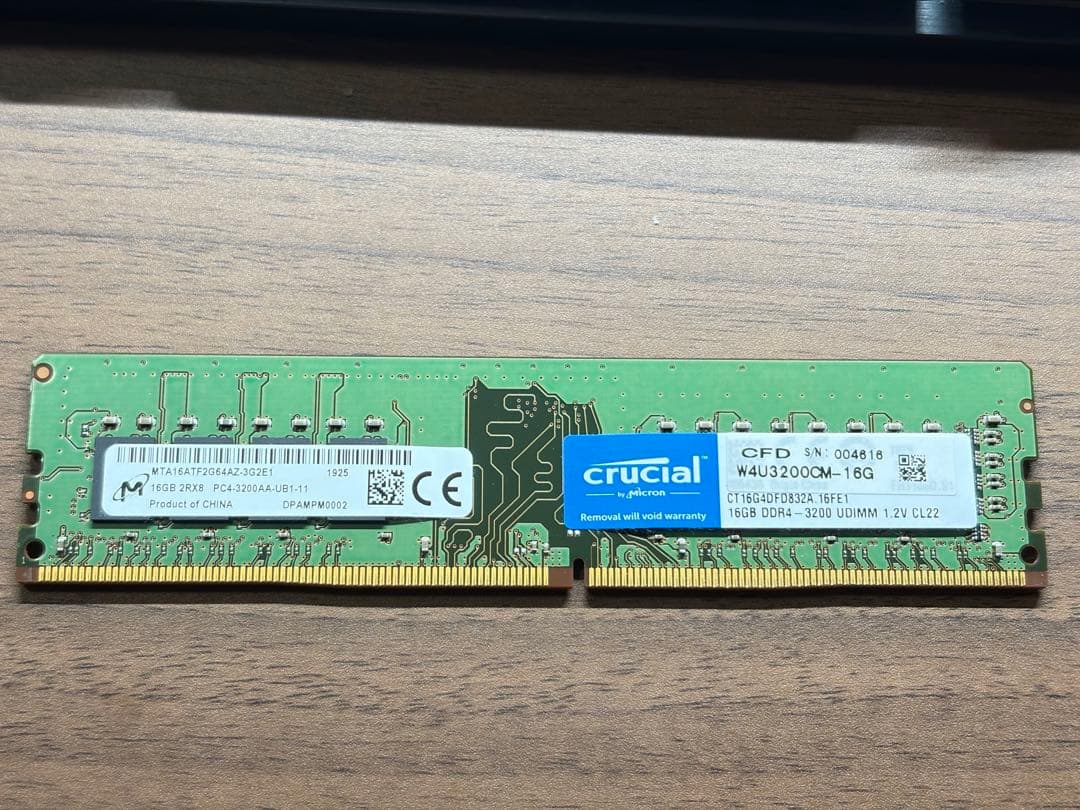 MTA16ATF2G64AZ-3G2E1 1925
16GB 2RX8 PC4-3200AA-UB1-11
Product of CHINA DPAMPM0002
CE
crucial™
by Micron
Removal will void warranty
CFD S/N: 004616
W4U3200CM-16G
CT16G4DFD832A.16FE1
16GB DDR4-3200 UDIMM 1.2V CL22